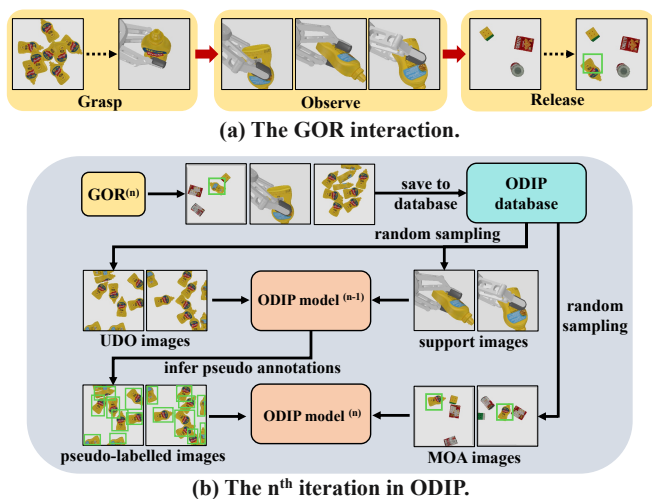 Grasp
Observe
Release
(a) The GOR interaction.
GOR(n)
save to
database
ODIP
database
random sampling
random
sampling
UDO images
ODIP model (n-1)
support images
infer pseudo annotations
pseudo-labelled images
ODIP model (n)
MOA images
(b) The nth iteration in ODIP.